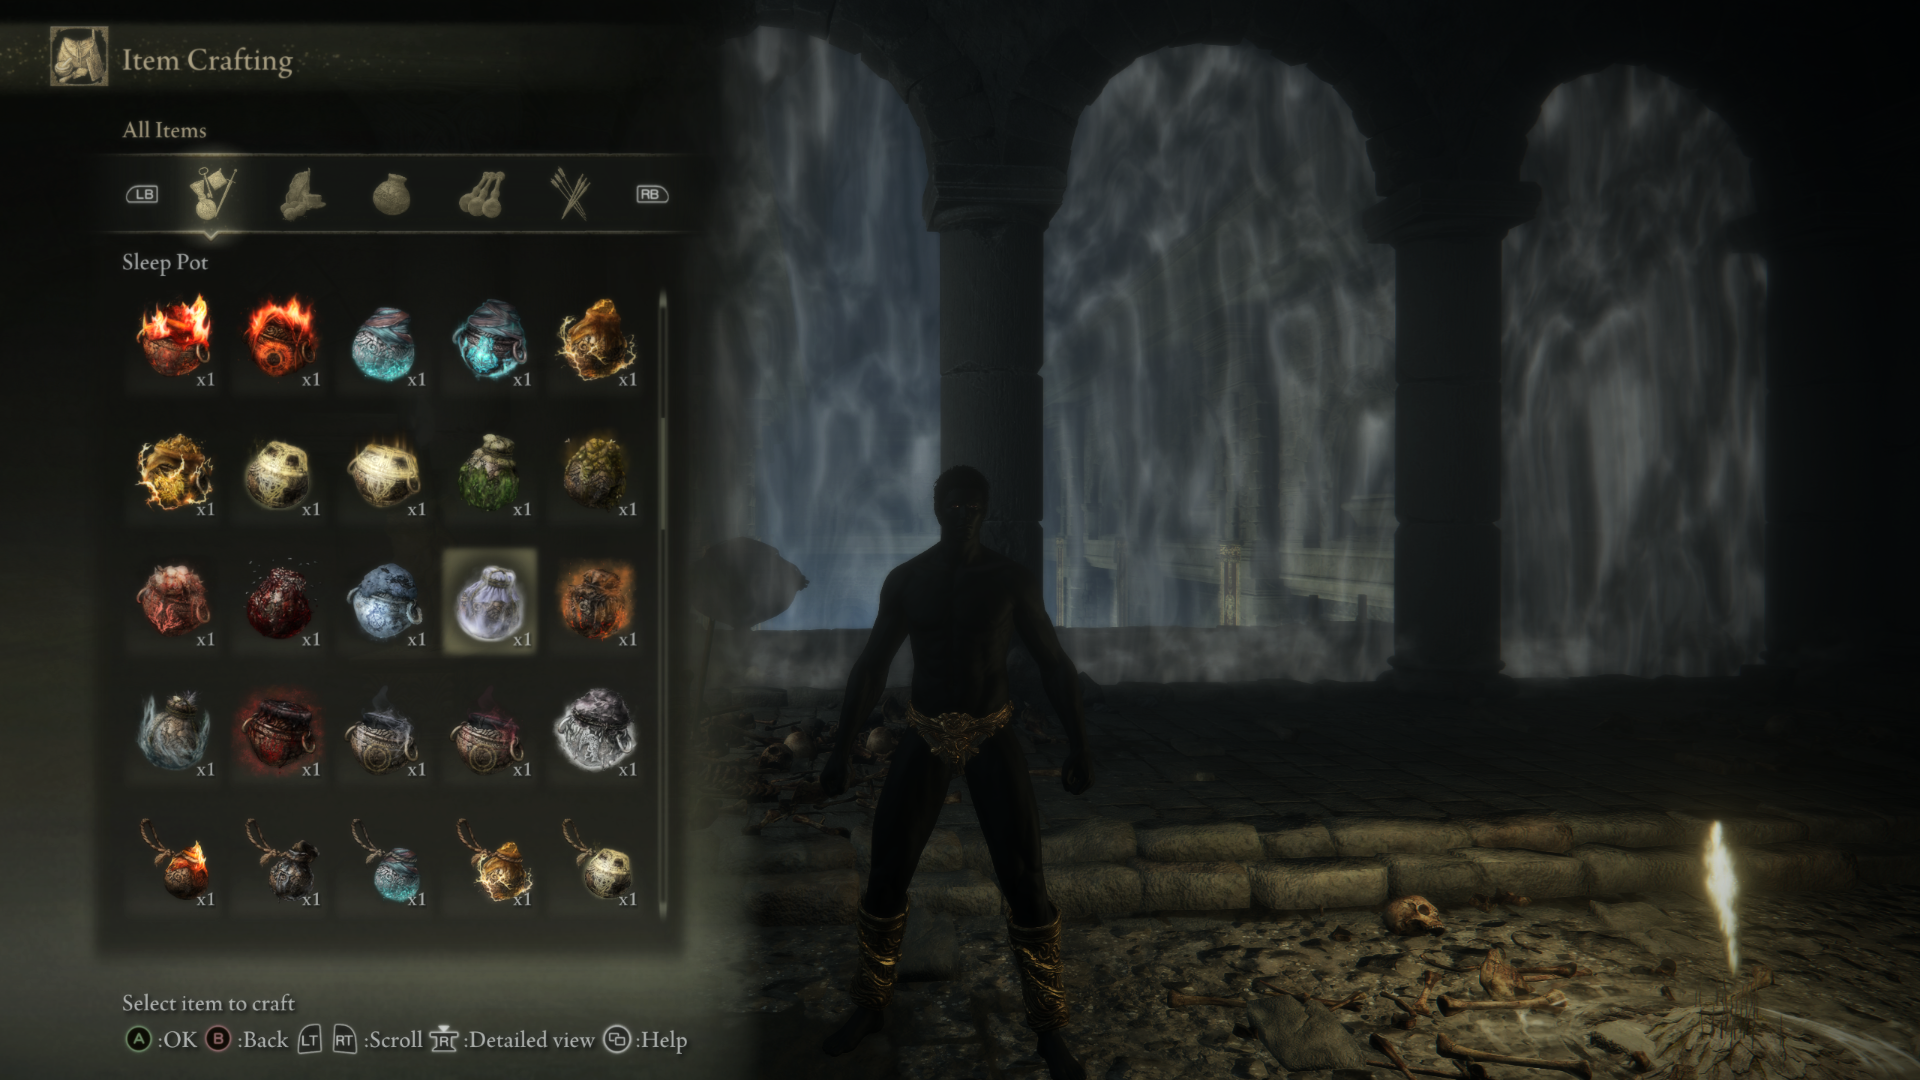 Item Crafting
All Items
LB RB
Sleep Pot
x1 x1 x1 x1 x1
x1 x1 x1 x1 x1
x1 x1 x1 x1 x1
x1 x1 x1 x1 x1
x1 x1 x1 x1 x1
Select item to craft
A :OK B :Back LT RT :Scroll R :Detailed view :Help